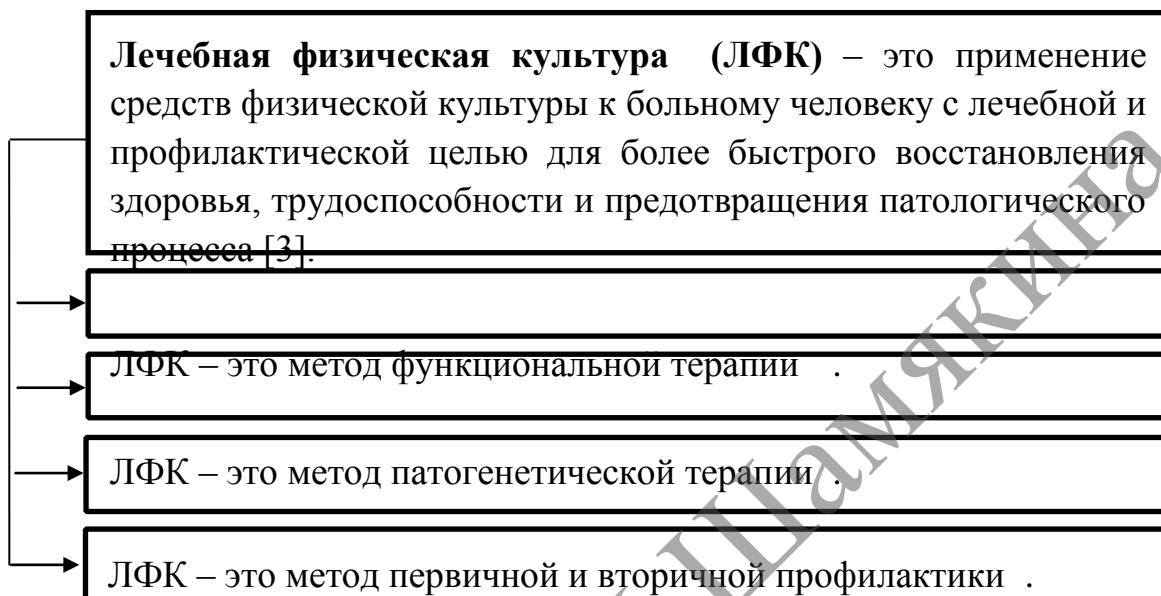 Лечебная физическая культура (ЛФК) – это применение
средств физической культуры к больному человеку с лечебной и
профилактической целью для более быстрого восстановления
здоровья, трудоспособности и предотвращения патологического
процесса [3].
ЛФК – это метод функциональной терапии .
ЛФК – это метод патогенетической терапии .
ЛФК – это метод первичной и вторичной профилактики .
Шамякина